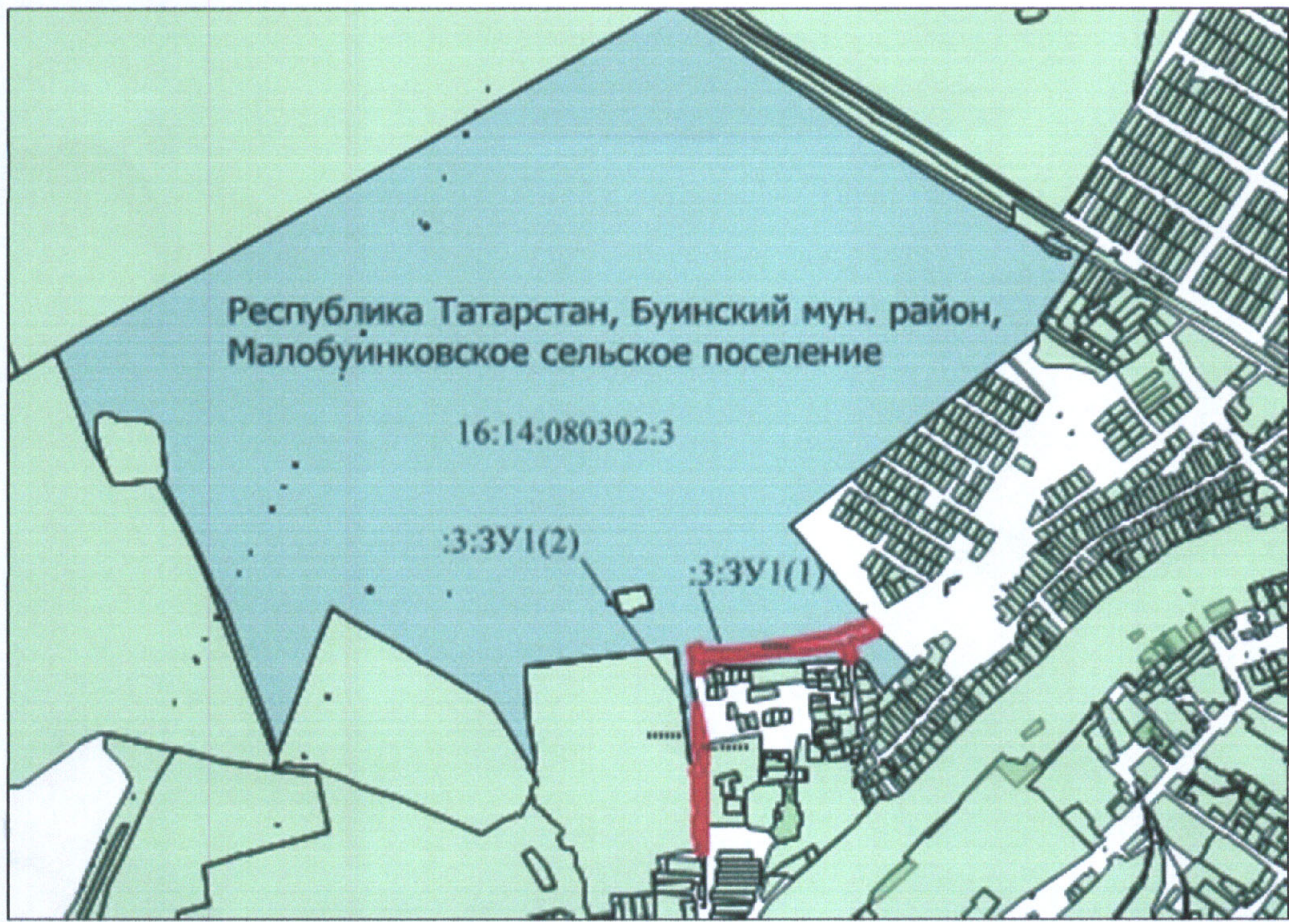 Республика Татарстан, Буинский мун. район,
Малобуинковское сельское поселение
16:14:080302:3
:3:ЗУ1(2)
:3:ЗУ1(1)